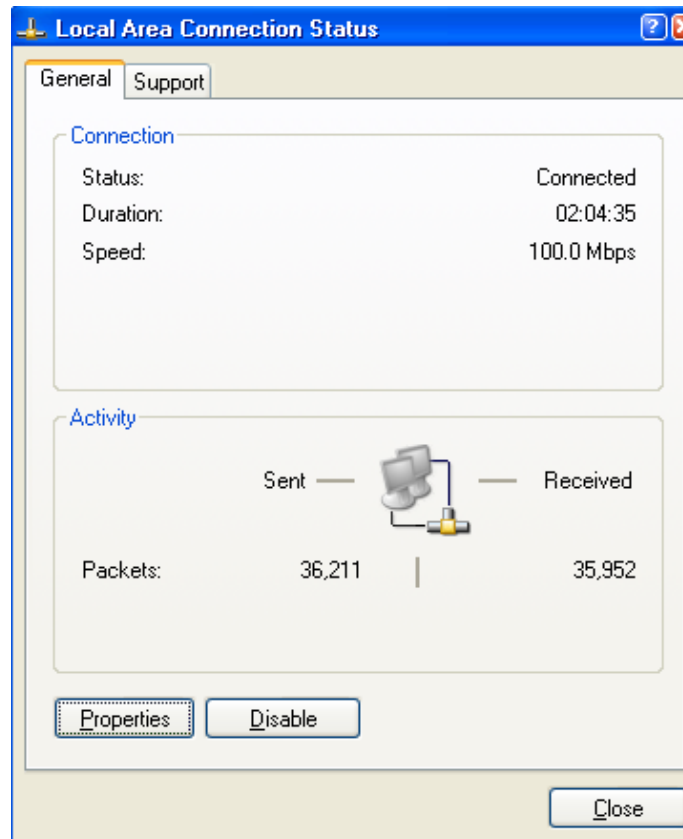 Local Area Connection Status
General Support
Connection
Status: Connected
Duration: 02:04:35
Speed: 100.0 Mbps
Activity
Sent Received
Packets: 36,211 35,952
Properties Disable
Close